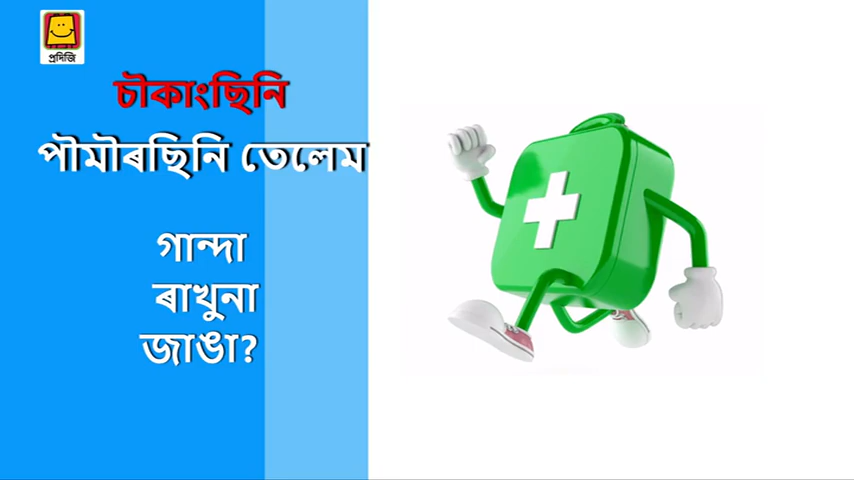 প্ৰদিজি
চৗকাংছিনি
পৗমৗৰছিনি তেলেম
গান্দা
ৰাখুনা
জাঙা?